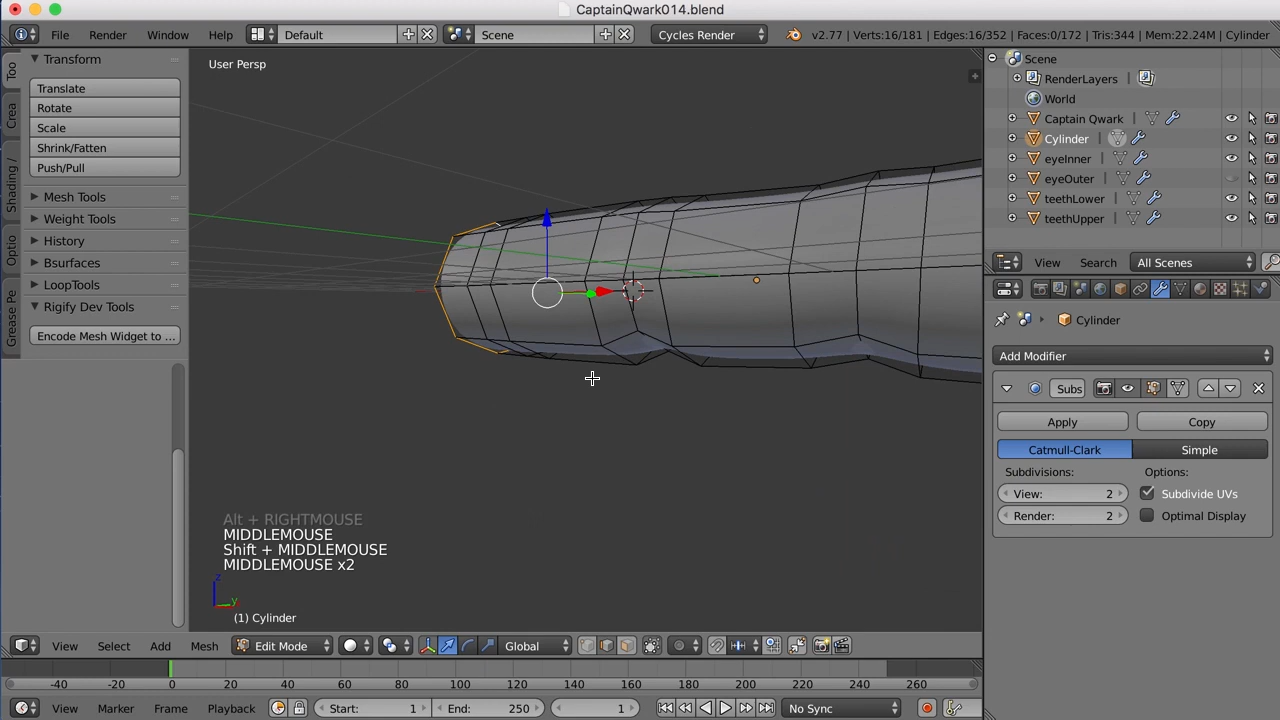 CaptainQwark014.blend
File Render Window Help Default Scene Cycles Render v2.77 | Verts:16/181 | Edges:16/352 | Faces:0/172 | Tris:344 | Mem:22.24M | Cylinder
Transform
Translate
Rotate
Scale
Shrink/Fatten
Push/Pull
Mesh Tools
Weight Tools
History
Bsurfaces
LoopTools
Rigify Dev Tools
Encode Mesh Widget to ...
Too
Crea
Shading /
Optio
Grease Pe
User Persp
Alt + RIGHTMOUSE
MIDDLEMOUSE
Shift + MIDDLEMOUSE
MIDDLEMOUSE x2
z
y
(1) Cylinder
View Select Add Mesh Edit Mode Global
-40 -20 0 20 40 60 80 100 120 140 160 180 200 220 240 260
View Marker Frame Playback Start: 1 End: 250 1 No Sync
Scene
RenderLayers
World
Captain Qwark
Cylinder
eyeInner
eyeOuter
teethLower
teethUpper
View Search All Scenes
Cylinder
Add Modifier
Subs
Apply Copy
Catmull-Clark Simple
Subdivisions: Options:
View: 2 Subdivide UVs
Render: 2 Optimal Display